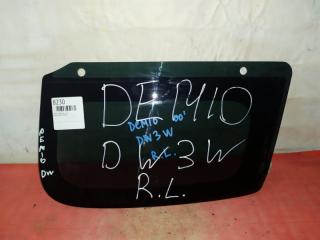 8230
DEMIO
DEMIO 00'
DW3W
R.L.
DW3W
R.L.
DEMIO
DW